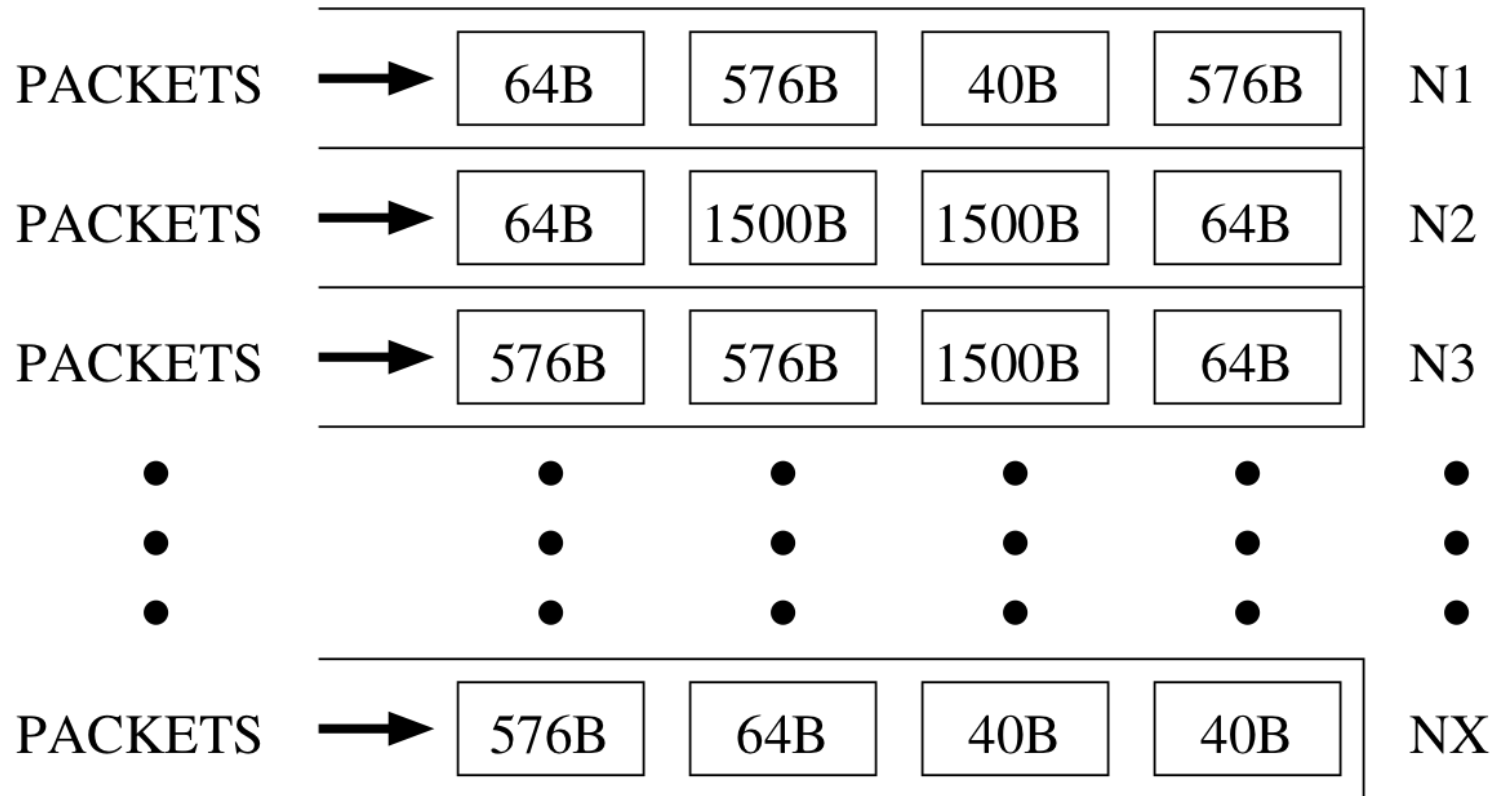 PACKETS 64B 576B 40B 576B N1
PACKETS 64B 1500B 1500B 64B N2
PACKETS 576B 576B 1500B 64B N3
PACKETS 576B 64B 40B 40B NX